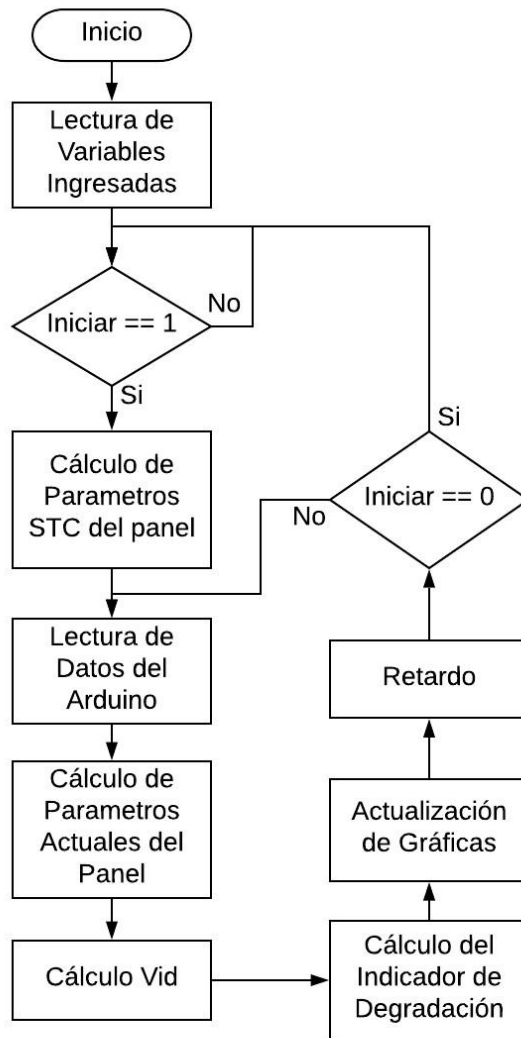 Inicio
Lectura de
Variables
Ingresadas
Iniciar == 1
No
Si
Cálculo de
Parametros
STC del panel
Lectura de
Datos del
Arduino
Cálculo de
Parametros
Actuales del
Panel
Cálculo Vid
Cálculo del
Indicador de
Degradación
Actualización
de Gráficas
Retardo
Iniciar == 0
No
Si